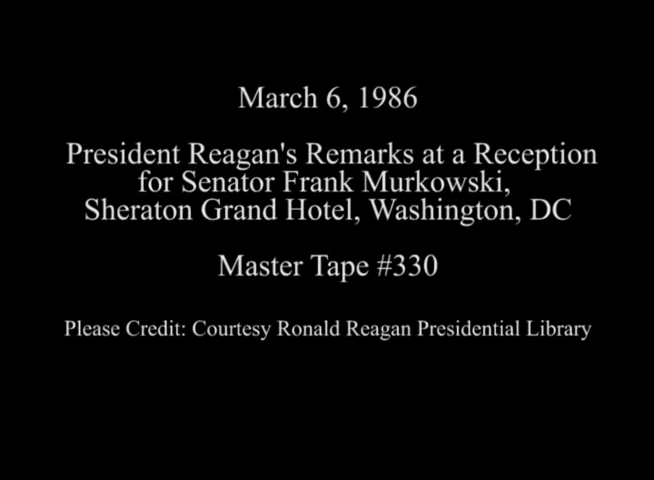 March 6, 1986
President Reagan's Remarks at a Reception
for Senator Frank Murkowski,
Sheraton Grand Hotel, Washington, DC
Master Tape #330
Please Credit: Courtesy Ronald Reagan Presidential Library